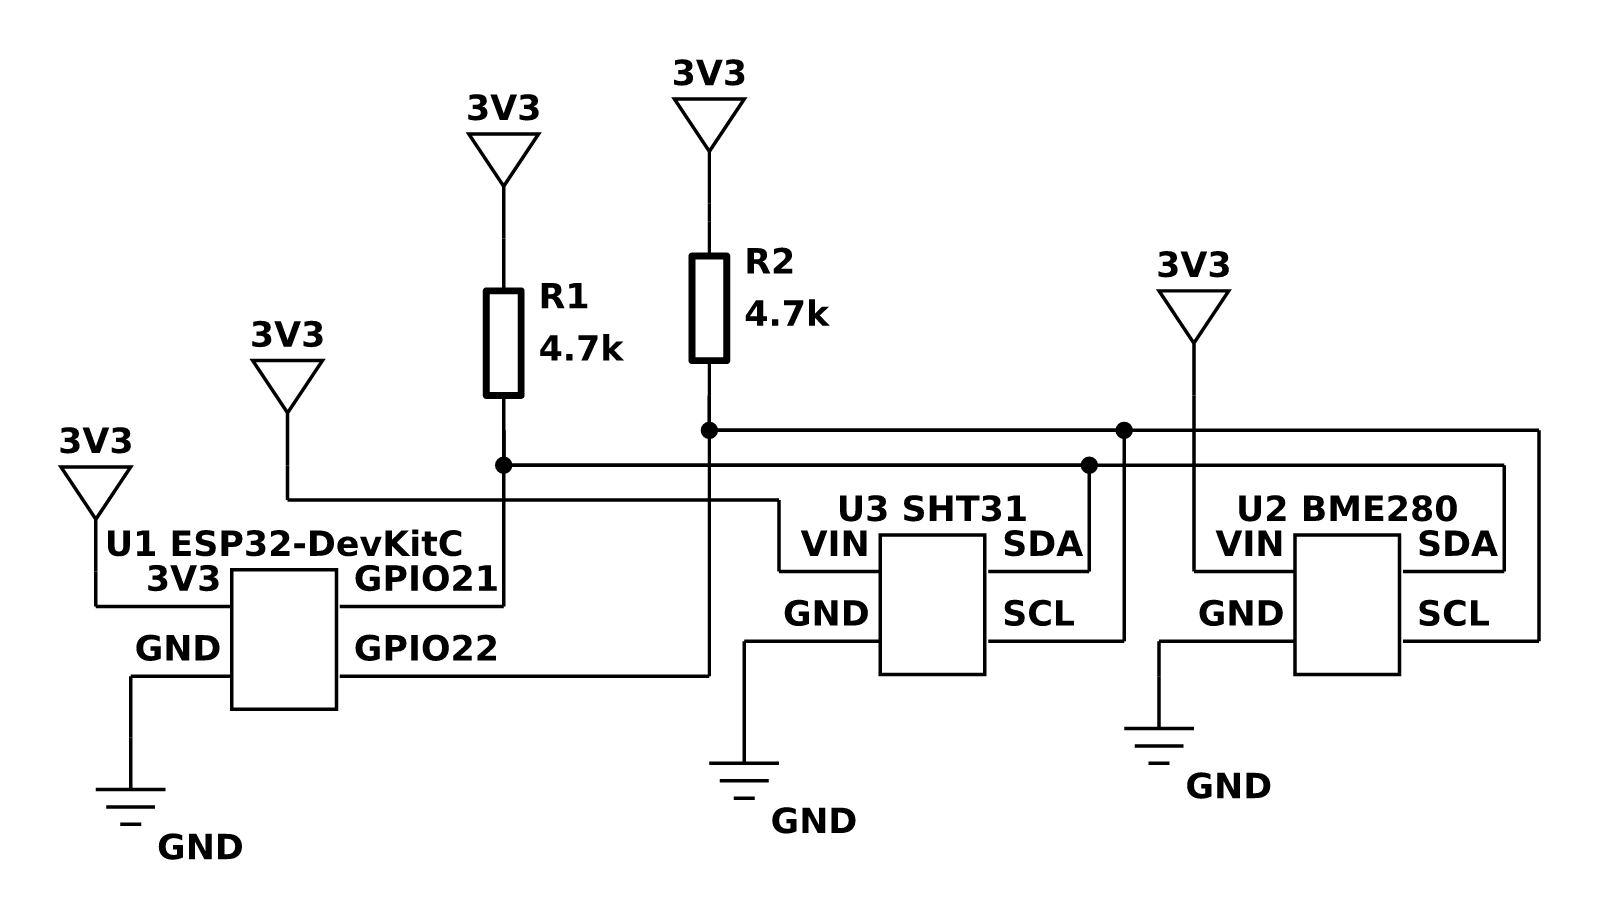 3V3
3V3
R2
4.7k
3V3
R1
4.7k
3V3
3V3
U3 SHT31
U2 BME280
U1 ESP32-DevKitC
VIN
SDA
VIN
SDA
3V3
GPIO21
GND
SCL
GND
SCL
GND
GPIO22
GND
GND
GND